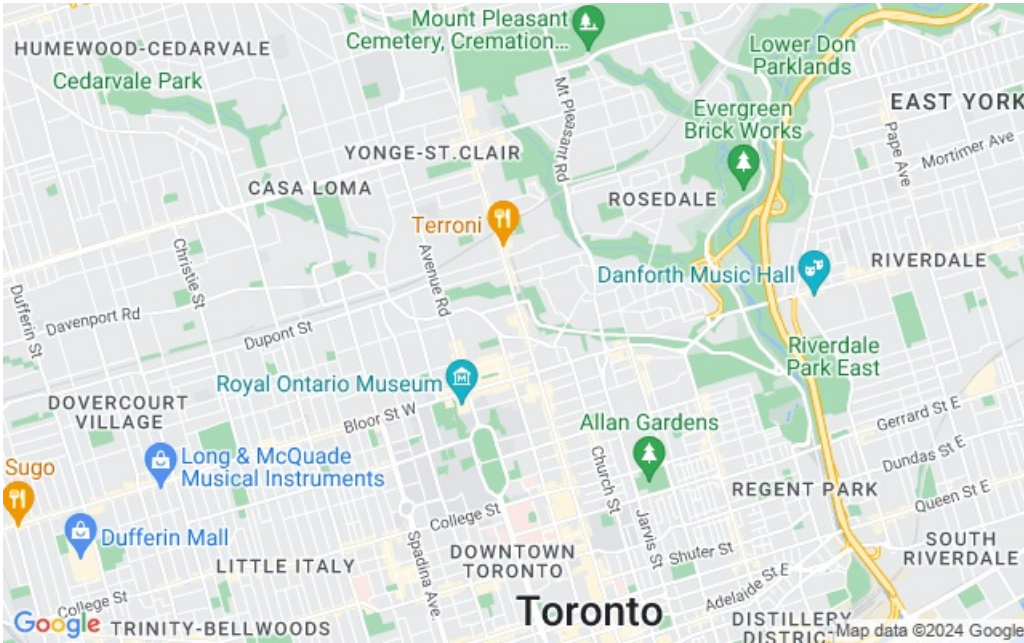 Mount Pleasant
Cemetery, Cremation...
HUMEWOOD-CEDARVALE
Lower Don
Parklands
Cedarvale Park
Mt Pleasant Rd
Evergreen
Brick Works
EAST YORK
Pape Ave
Mortimer Ave
YONGE-ST.CLAIR
CASA LOMA
ROSEDALE
Terroni
Christie St
Avenue Rd
Danforth Music Hall
RIVERDALE
Dufferin St
Davenport Rd
Dupont St
Riverdale
Park East
Royal Ontario Museum
DOVERCOURT
VILLAGE
Bloor St W
Allan Gardens
Gerrard St E
Sugo
Long & McQuade
Musical Instruments
Church St
Dundas St E
REGENT PARK
Queen St E
College St
Jarvis St
Dufferin Mall
Spadina Ave.
DOWNTOWN
TORONTO
Shuter St
SOUTH
RIVERDALE
LITTLE ITALY
Adelaide St E
College St
Toronto
Google
TRINITY-BELLWOODS
DISTILLERY
DISTRIC
Map data ©2024 Google